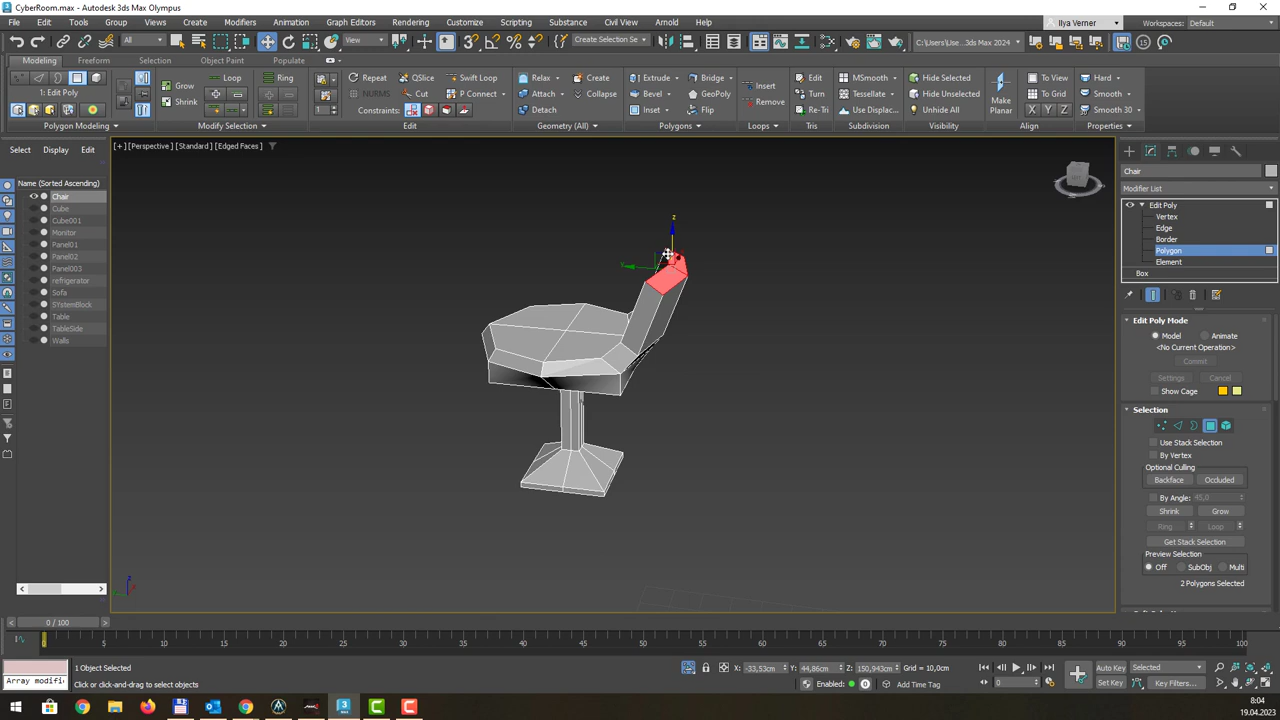 CyberRoom.max - Autodesk 3ds Max Olympus
File Edit Tools Group Views Create Modifiers Animation Graph Editors Rendering Customize Scripting Substance Civil View Arnold Help
Ilya Verner
Workspaces: Default
All
View
Create Selection Se
C:\Use...3ds Max 2024
Modeling Freeform Selection Object Paint Populate
1: Edit Poly
Grow
Loop
Ring
Repeat QSlice Swift Loop
Relax Create
Extrude Bridge
Insert
Edit
MSmooth
Hide Selected
To View
Hard
Shrink
NURMS Cut P Connect
Attach Collapse
Bevel GeoPoly
Remove
Turn
Tessellate
Hide Unselected
Make Planar
To Grid
Smooth
Constraints:
Detach
Inset Flip
Re-Tri
Use Displac...
Unhide All
X Y Z
Smooth 30
Polygon Modeling Modify Selection Edit Geometry (All) Polygons Loops Tris Subdivision Visibility Align Properties
Select Display Edit
Name (Sorted Ascending)
Chair
Cube
Cube001
Monitor
Panel01
Panel02
Panel003
refrigerator
Sofa
SYstemBlock
Table
TableSide
Walls
[+] [Perspective] [Standard] [Edged Faces]
z
Chair
Modifier List
Edit Poly
Vertex
Edge
Border
Polygon
Element
Box
Edit Poly Mode
Model Animate
<No Current Operation>
Commit
Settings Cancel
Show Cage
Selection
Use Stack Selection
By Vertex
Optional Culling
Backface Occluded
By Angle: 45,0
Shrink Grow
Ring Loop
Get Stack Selection
Preview Selection
Off SubObj Multi
2 Polygons Selected
0 / 100
0 5 10 15 20 25 30 35 40 45 50 55 60 65 70 75 80 85 90 95 100
1 Object Selected
X: -33,53cm Y: 44,86cm Z: 150,943cm Grid = 10,0cm
Auto Key Selected
Array modifi
Click or click-and-drag to select objects
Enabled:
Add Time Tag
0
Set Key Key Filters...
8:04
19.04.2023